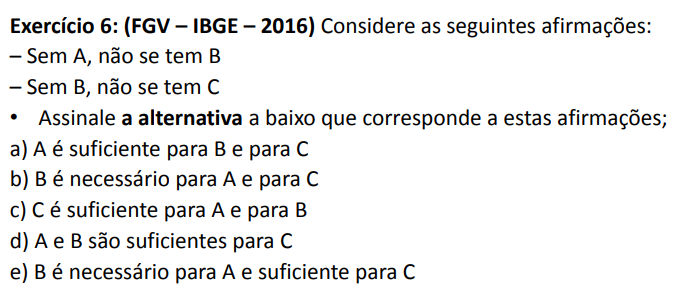 Exercício 6: (FGV – IBGE – 2016) Considere as seguintes afirmações:
– Sem A, não se tem B
– Sem B, não se tem C
• Assinale a alternativa a baixo que corresponde a estas afirmações;
a) A é suficiente para B e para C
b) B é necessário para A e para C
c) C é suficiente para A e para B
d) A e B são suficientes para C
e) B é necessário para A e suficiente para C